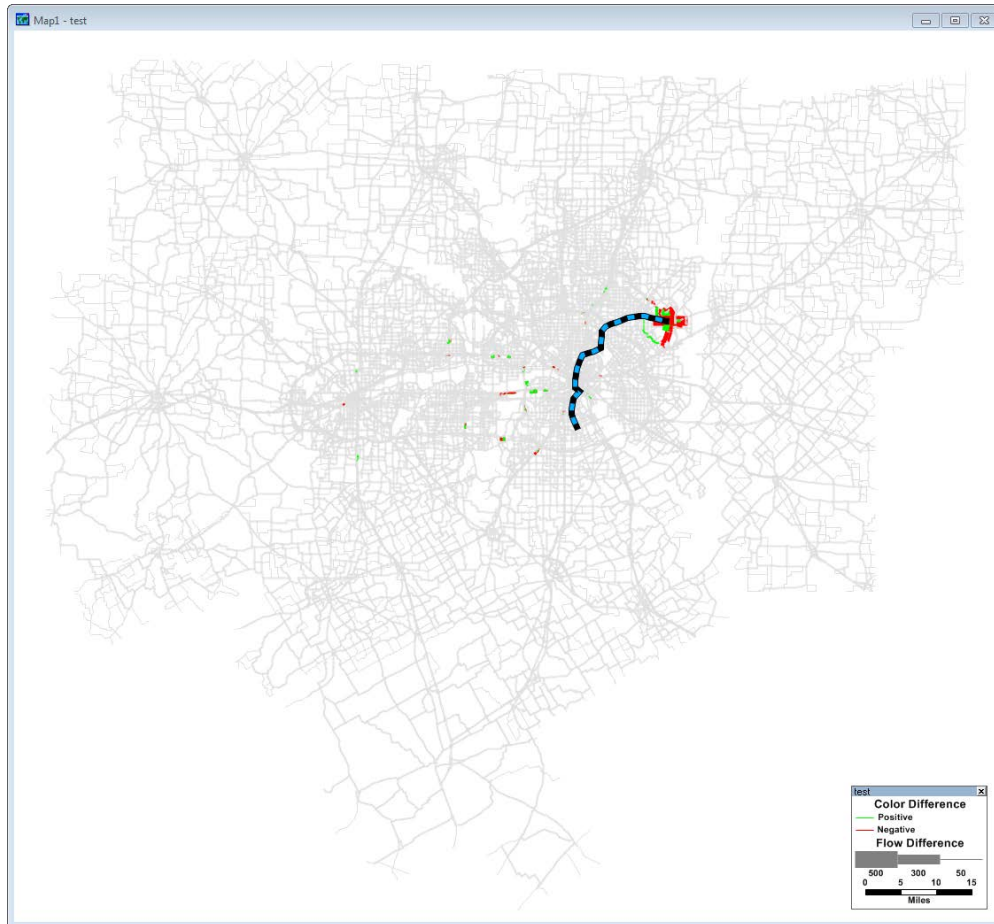 Map1 - test
test
Color Difference
Positive
Negative
Flow Difference
500 300 50
0 5 10 15
Miles